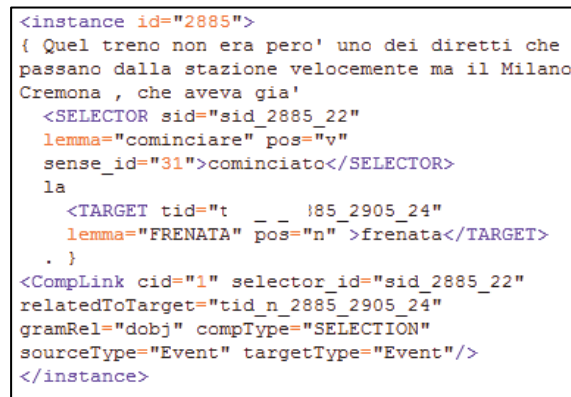 <instance id="2885">
{ Quel treno non era pero' uno dei diretti che
passano dalla stazione velocemente ma il Milano
Cremona , che aveva gia'
<SELECTOR sid="sid_2885_22"
lemma="cominciare" pos="v"
sense_id="31">cominciato</SELECTOR>
la
<TARGET tid="t _ _ 385_2905_24"
lemma="FRENATA" pos="n" >frenata</TARGET>
. }
<CompLink cid="1" selector_id="sid_2885_22"
relatedToTarget="tid_n_2885_2905_24"
gramRel="dobj" compType="SELECTION"
sourceType="Event" targetType="Event"/>
</instance>